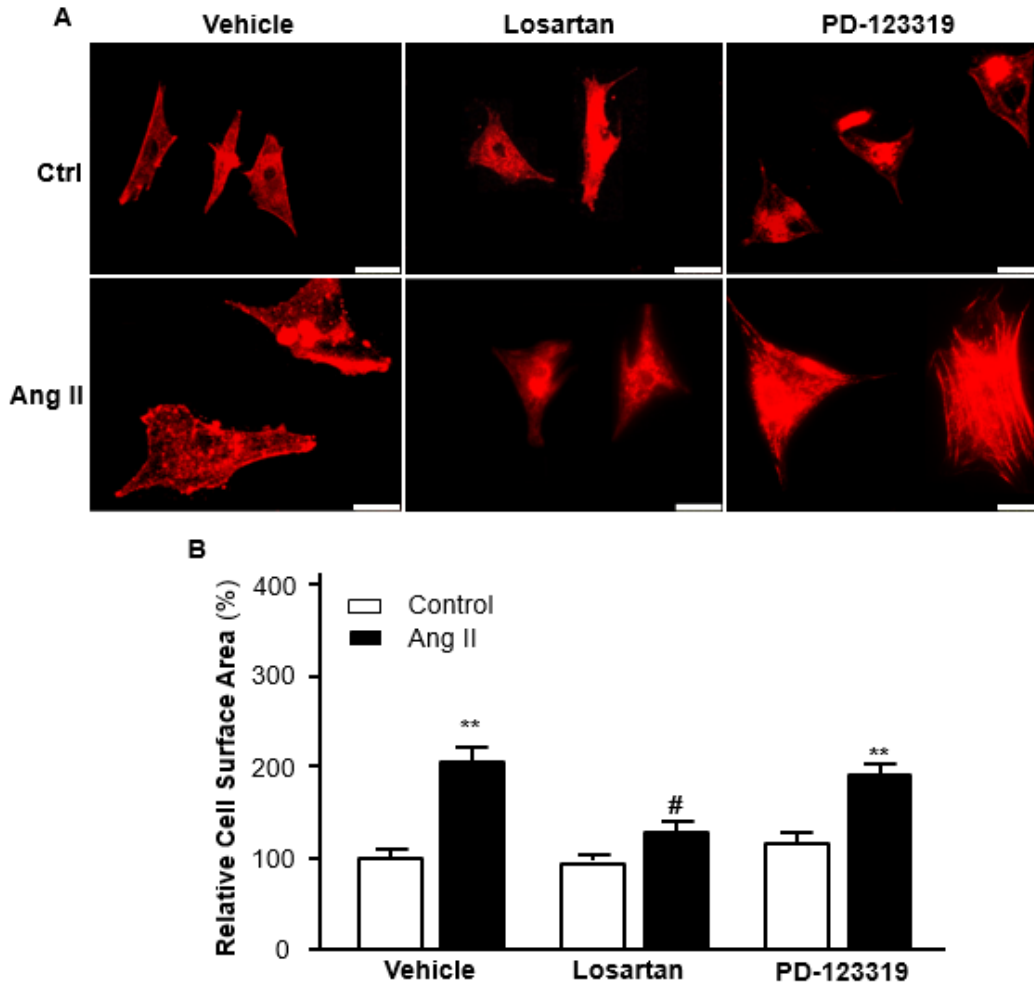 A
Vehicle Losartan PD-123319
Ctrl
Ang II
B
Relative Cell Surface Area (%)
400
300
200
100
0
Control
Ang II
**
#
**
Vehicle Losartan PD-123319